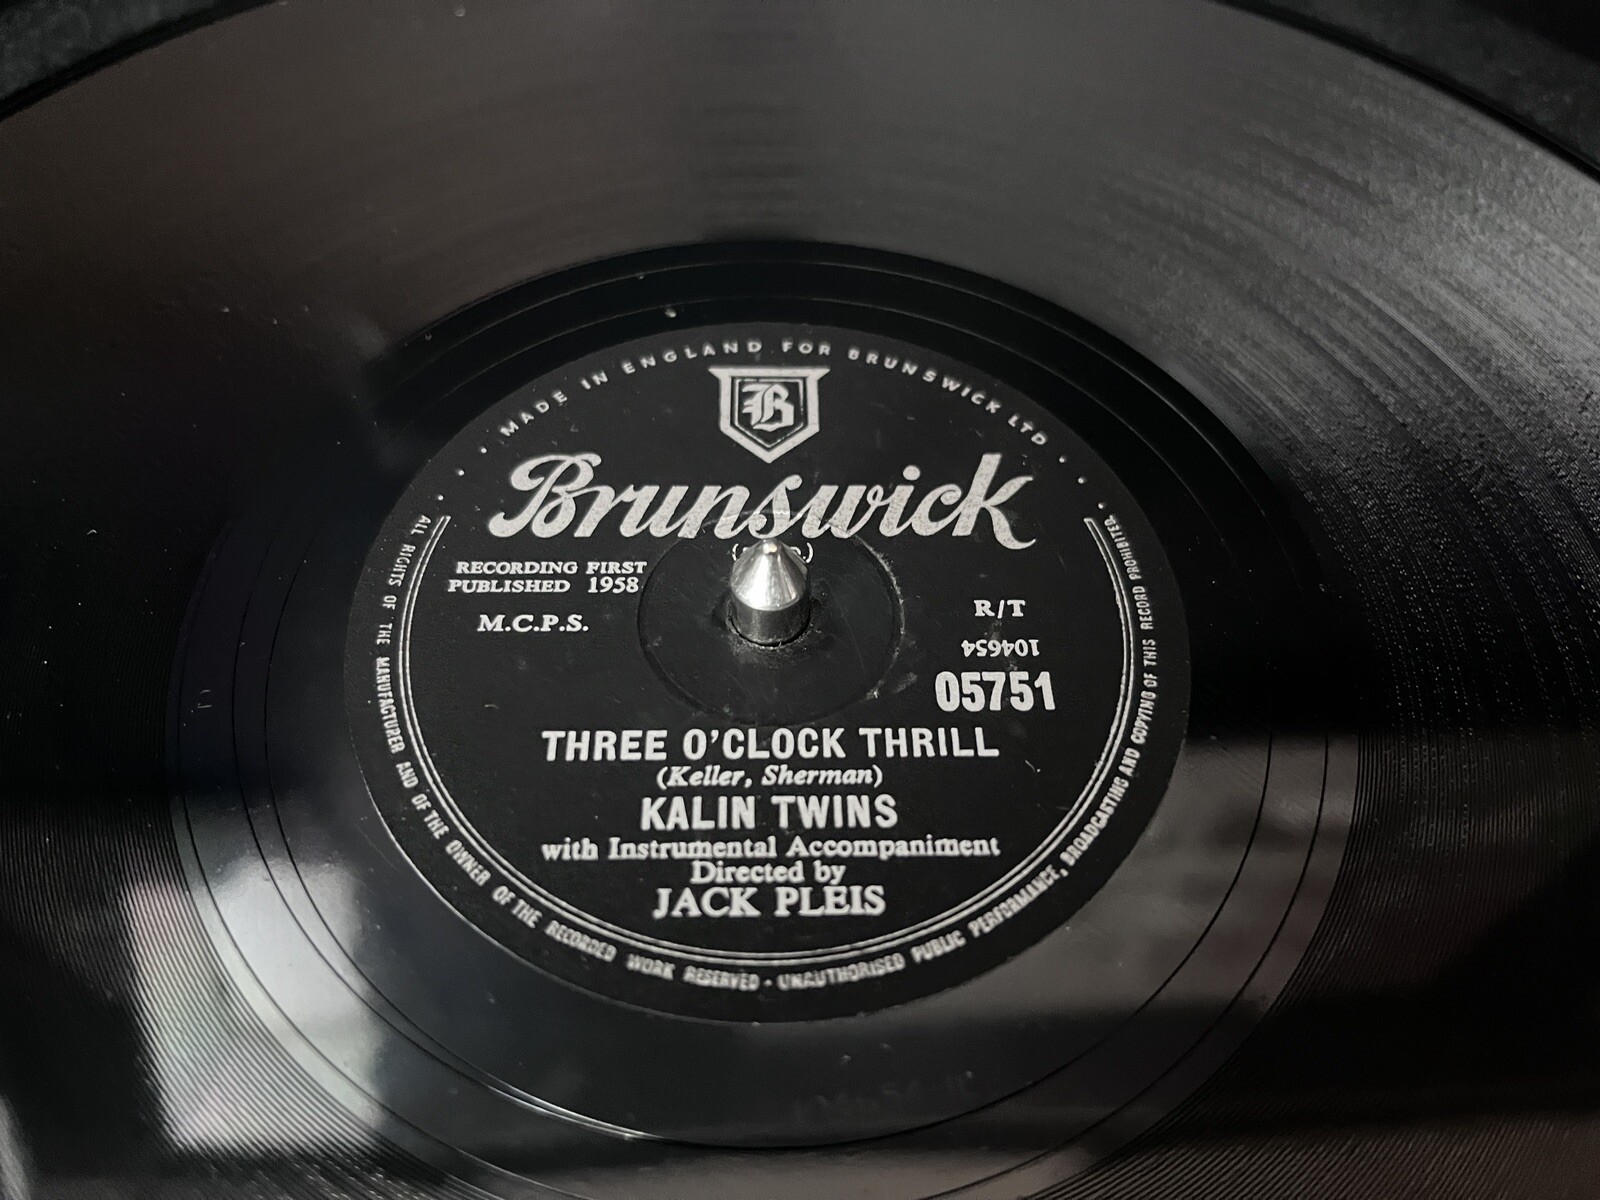 MADE IN ENGLAND FOR BRUNSWICK LTD
B
Brunswick
RECORDING FIRST
PUBLISHED 1958
M.C.P.S.
R/T
104654
05751
THREE O'CLOCK THRILL
(Keller, Sherman)
KALIN TWINS
with Instrumental Accompaniment
Directed by
JACK PLEIS
ALL RIGHTS OF THE MANUFACTURER AND OF THE OWNER OF THE RECORDED WORK RESERVED · UNAUTHORISED PUBLIC PERFORMANCE, BROADCASTING AND COPYING OF THIS RECORD PROHIBITED.